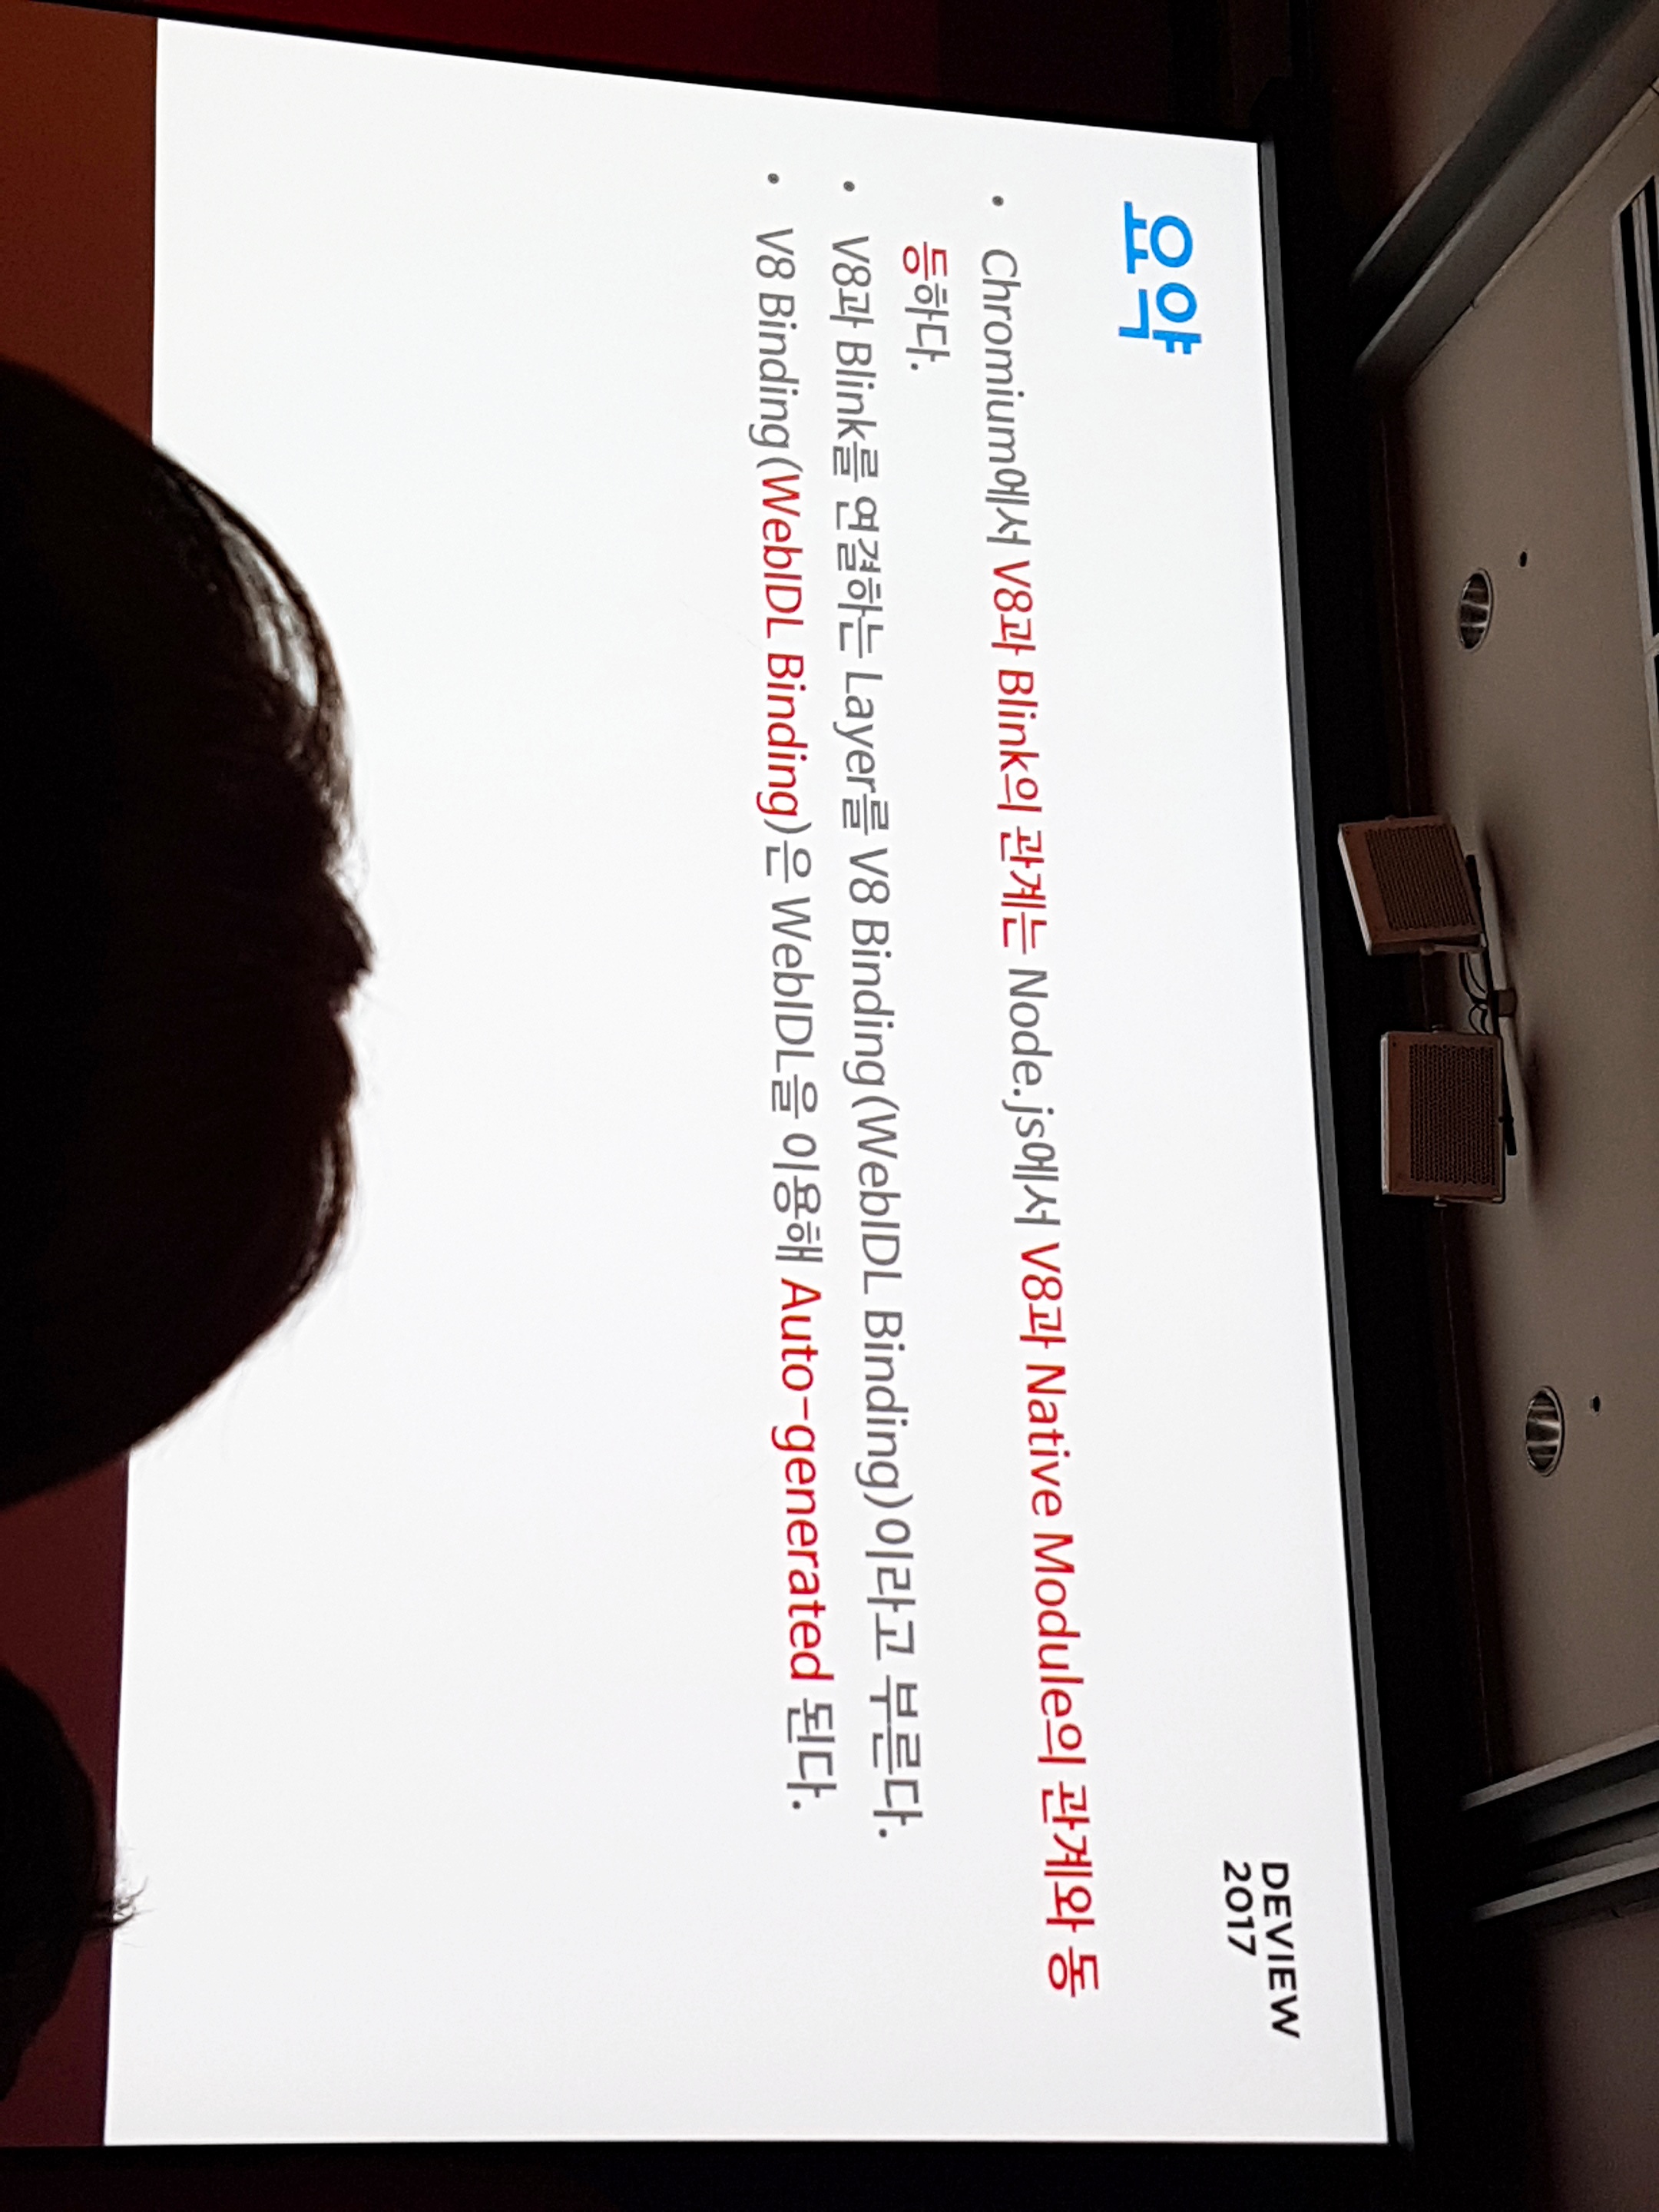 DEVIEW
2017
요약
• Chromium에서 V8과 Blink의 관계는 Node.js에서 V8과 Native Module의 관계와 동
등하다.
• V8과 Blink를 연결하는 Layer를 V8 Binding(WebIDL Binding)이라고 부른다.
• V8 Binding(WebIDL Binding)은 WebIDL을 이용해 Auto-generated 된다.